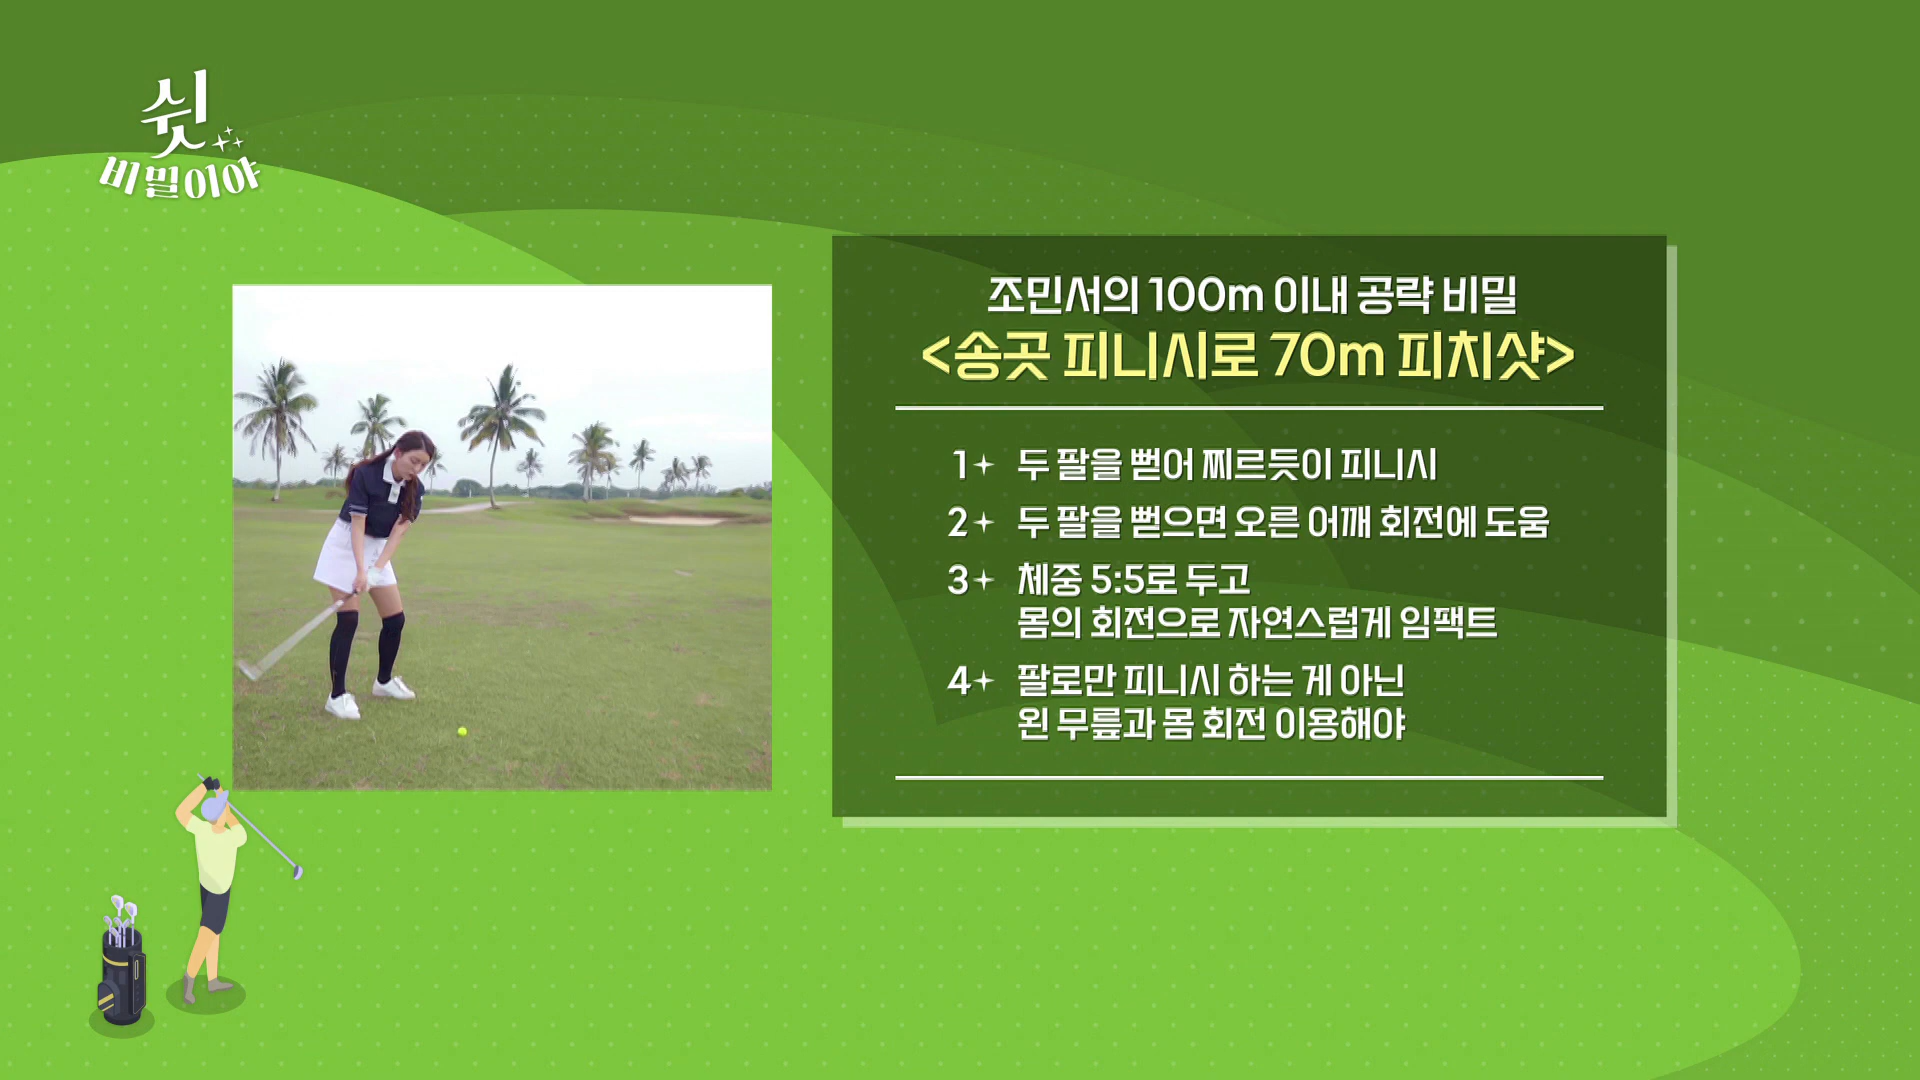 쉿
비밀이야
조민서의 100m 이내 공략 비밀
<송곳 피니시로 70m 피치샷>
1 두 팔을 뻗어 찌르듯이 피니시
2 두 팔을 뻗으면 오른 어깨 회전에 도움
3 체중 5:5로 두고
몸의 회전으로 자연스럽게 임팩트
4 팔로만 피니시 하는 게 아닌
왼 무릎과 몸 회전 이용해야